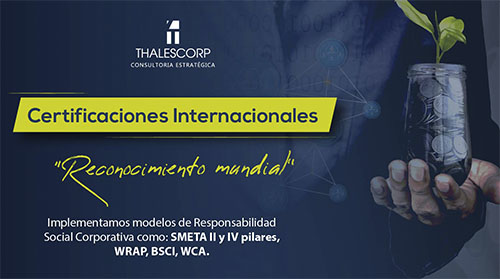 THALESCORP
CONSULTORIA ESTRATÉGICA
Certificaciones Internacionales
"Reconocimiento mundial"
Implementamos modelos de Responsabilidad
Social Corporativa como: SMETA II y IV pilares,
WRAP, BSCI, WCA.